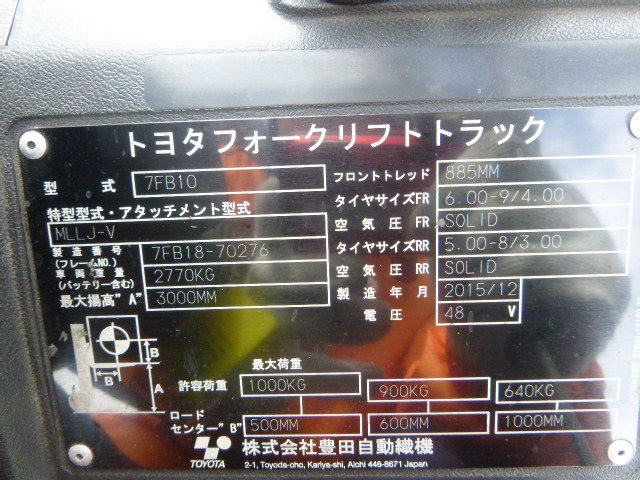 トヨタフォークリフトトラック
型 式 7FB10
特型型式・アタッチメント型式
MLLJ-V
製造番号 (フレームNO.) 7FB18-70276
車両重量 (バッテリー含む) 2770KG
最大揚高"A" 3000MM
フロントトレッド 885MM
タイヤサイズFR 6.00-9/4.00
空気圧FR SOLID
タイヤサイズRR 5.00-8/3.00
空気圧RR SOLID
製造年月 2015/12
電圧 48 V
B
B
A
最大荷重
許容荷重 1000KG 900KG 640KG
ロード
センター"B" 500MM 600MM 1000MM
TOYOTA
株式会社豊田自動織機
2-1, Toyoda-cho, Kariya-shi, Aichi 448-8671 Japan